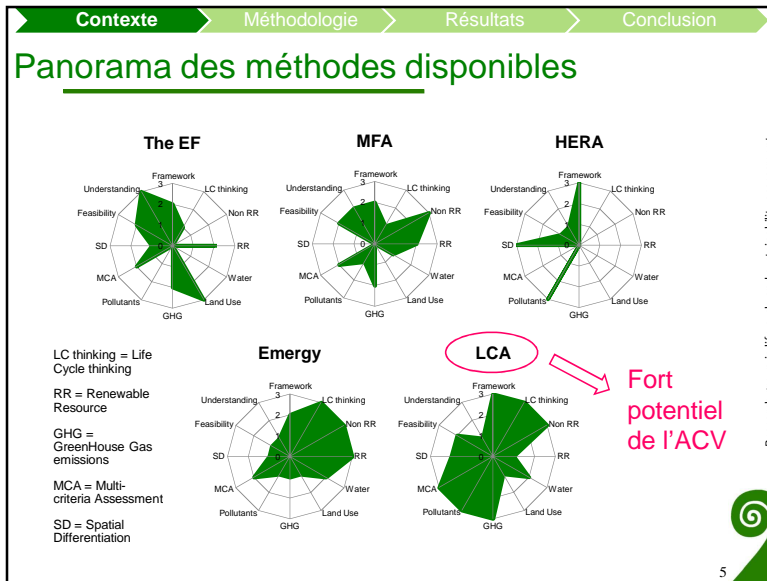 Contexte
Méthodologie
Résultats
Conclusion
Panorama des méthodes disponibles
The EF
Framework
LC thinking
Non RR
RR
Water
Land Use
GHG
Pollutants
MCA
SD
Feasibility
Understanding
3
2
1
0
MFA
Framework
LC thinking
Non RR
RR
Water
Land Use
GHG
Pollutants
MCA
SD
Feasibility
Understanding
3
2
1
0
HERA
Framework
LC thinking
Non RR
RR
Water
Land Use
GHG
Pollutants
MCA
SD
Feasibility
Understanding
3
2
1
0
LC thinking = Life
Cycle thinking
RR = Renewable
Resource
GHG =
GreenHouse Gas
emissions
MCA = Multi-
criteria Assessment
SD = Spatial
Differentiation
Emergy
Framework
LC thinking
Non RR
RR
Water
Land Use
GHG
Pollutants
MCA
SD
Feasibility
Understanding
3
2
1
0
LCA
Framework
LC thinking
Non RR
RR
Water
Land Use
GHG
Pollutants
MCA
SD
Feasibility
Understanding
3
2
1
0
Fort
potentiel
de l'ACV
5